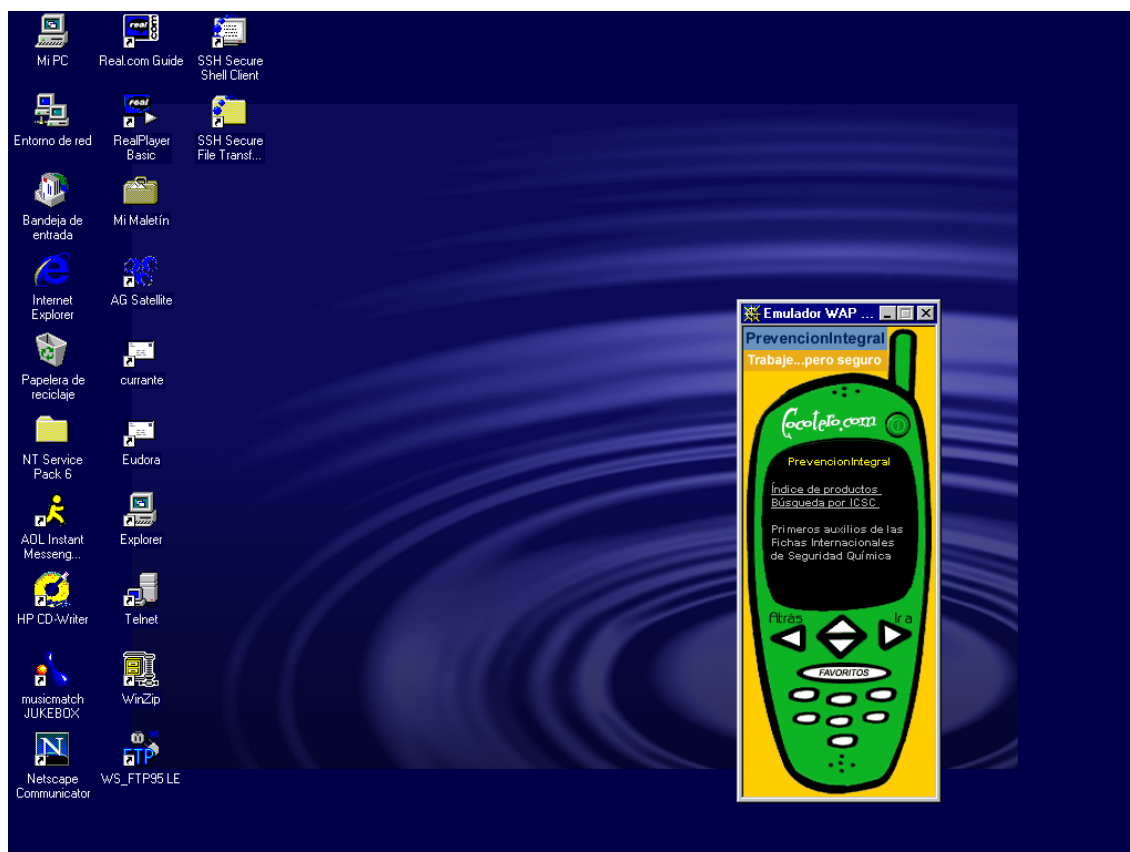 Mi PC
Real.com Guide
SSH Secure
Shell Client
Entorno de red
RealPlayer
Basic
SSH Secure
File Transf...
Bandeja de
entrada
Mi Maletín
Internet
Explorer
AG Satellite
Papelera de
reciclaje
currante
NT Service
Pack 6
Eudora
AOL Instant
Messeng...
Explorer
HP CD-Writer
Telnet
musicmatch
JUKEBOX
WinZip
Netscape
Communicator
WS_FTP95 LE
real
real
N
FTP
Emulador WAP ...
PrevencionIntegral
Trabaje...pero seguro
Cocotero.com
PrevencionIntegral
Índice de productos
Búsqueda por ICSC
Primeros auxilios de las
Fichas Internacionales
de Seguridad Química
Atrás
Ir a
FAVORITOS